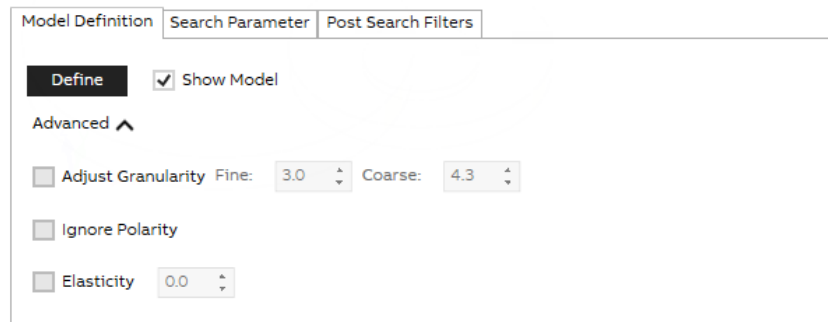 Model Definition Search Parameter Post Search Filters
Define Show Model
Advanced
Adjust Granularity Fine: 3.0 Coarse: 4.3
Ignore Polarity
Elasticity 0.0